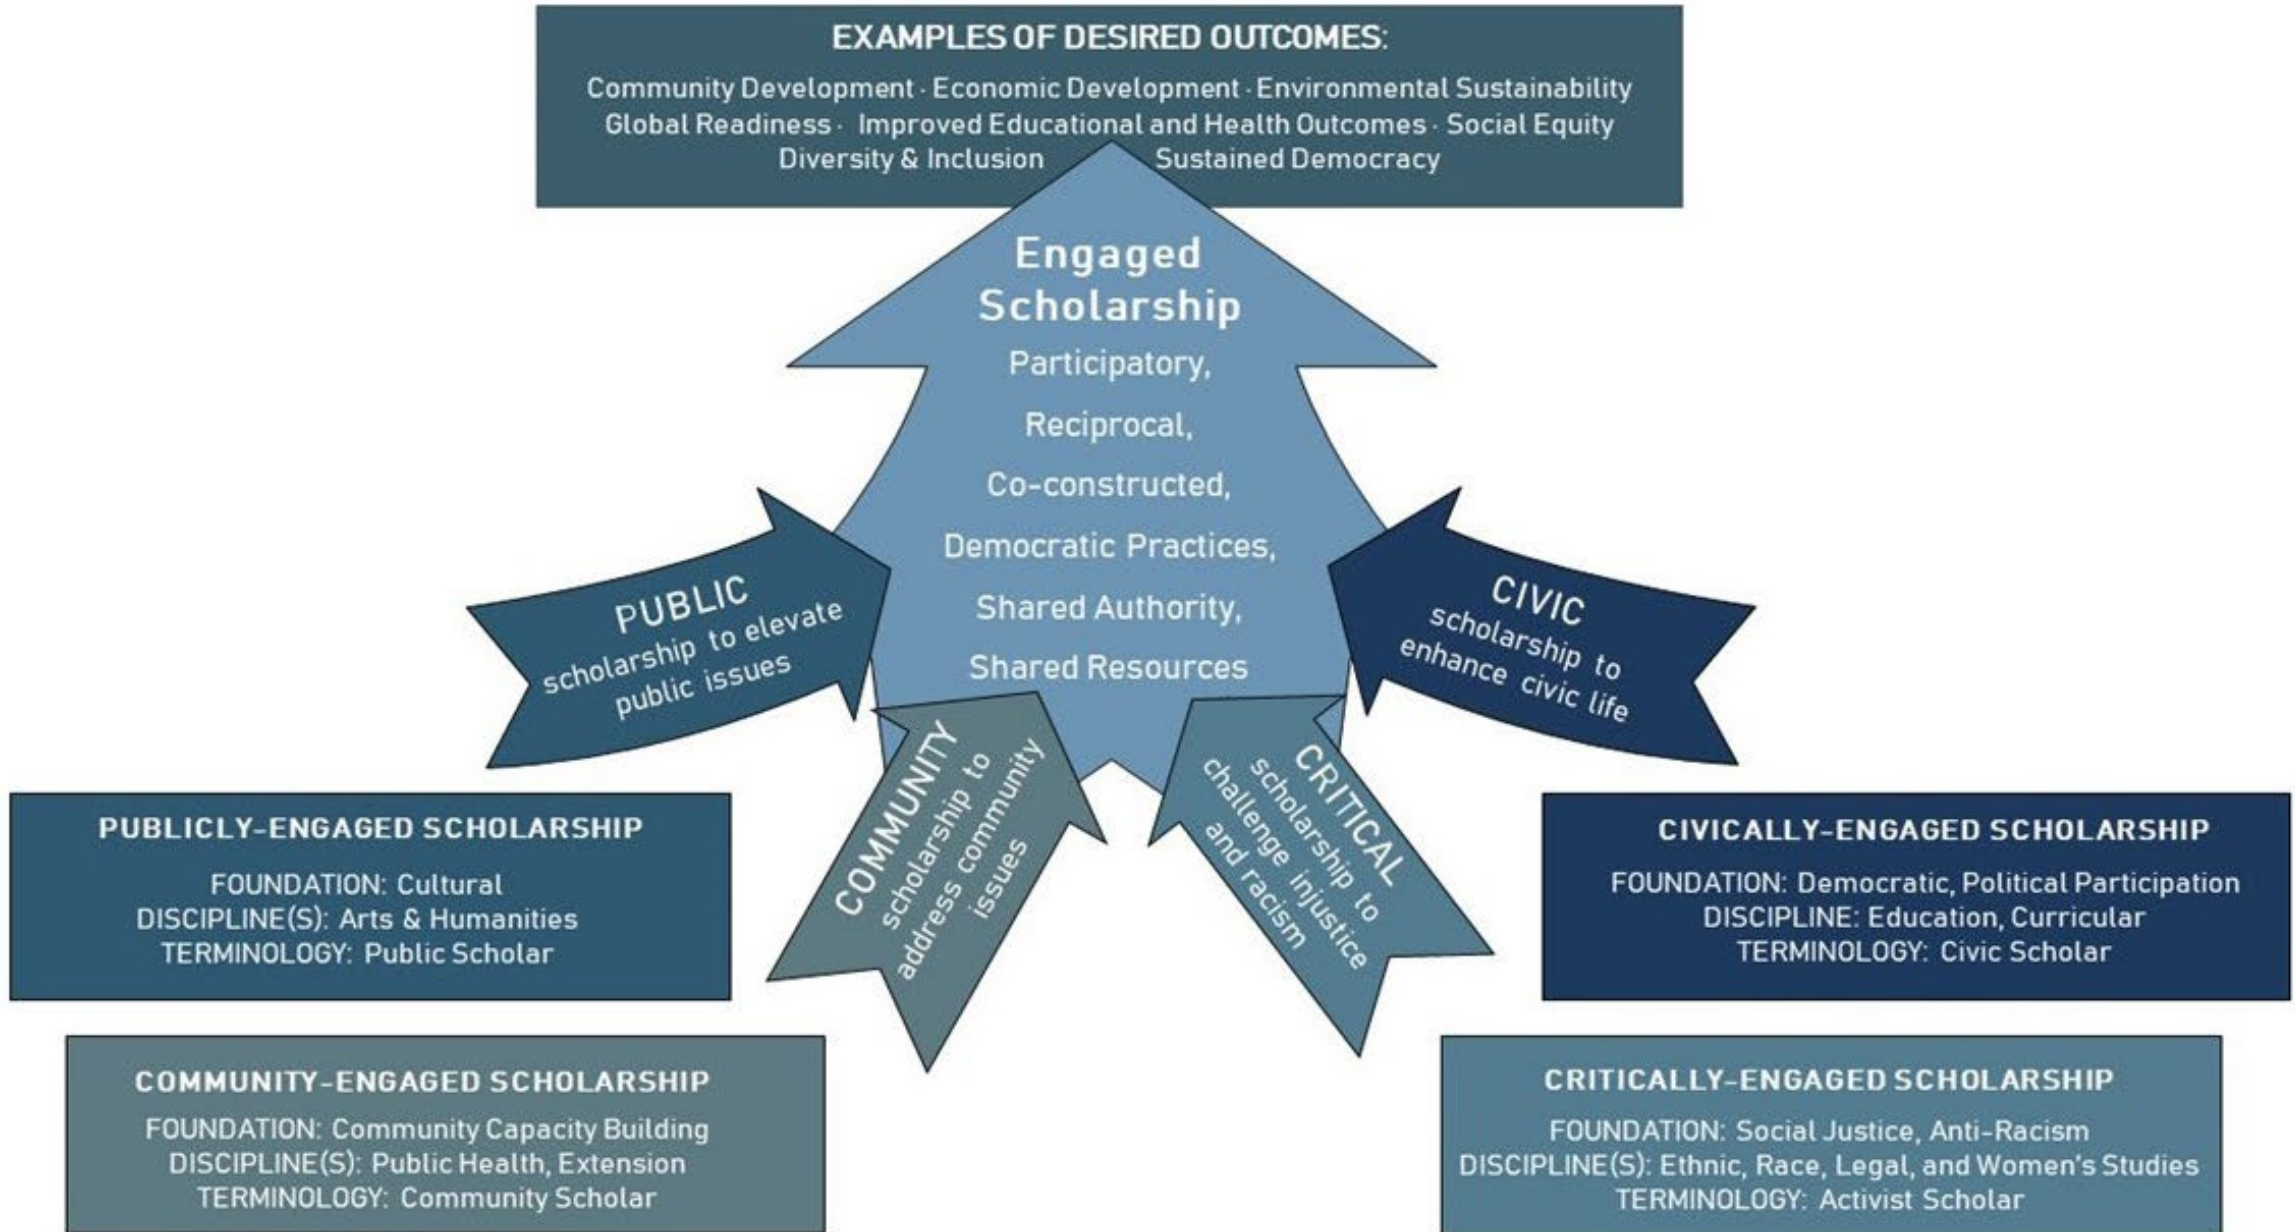 EXAMPLES OF DESIRED OUTCOMES:
Community Development · Economic Development · Environmental Sustainability
Global Readiness · Improved Educational and Health Outcomes · Social Equity
Diversity & Inclusion Sustained Democracy
Engaged
Scholarship
Participatory,
Reciprocal,
Co-constructed,
Democratic Practices,
Shared Authority,
Shared Resources
PUBLIC
scholarship to elevate
public issues
COMMUNITY
scholarship to
address community
issues
CRITICAL
scholarship to
challenge injustice
and racism
CIVIC
scholarship to
enhance civic life
PUBLICLY-ENGAGED SCHOLARSHIP
FOUNDATION: Cultural
DISCIPLINE(S): Arts & Humanities
TERMINOLOGY: Public Scholar
COMMUNITY-ENGAGED SCHOLARSHIP
FOUNDATION: Community Capacity Building
DISCIPLINE(S): Public Health, Extension
TERMINOLOGY: Community Scholar
CIVICALLY-ENGAGED SCHOLARSHIP
FOUNDATION: Democratic, Political Participation
DISCIPLINE: Education, Curricular
TERMINOLOGY: Civic Scholar
CRITICALLY-ENGAGED SCHOLARSHIP
FOUNDATION: Social Justice, Anti-Racism
DISCIPLINE(S): Ethnic, Race, Legal, and Women's Studies
TERMINOLOGY: Activist Scholar